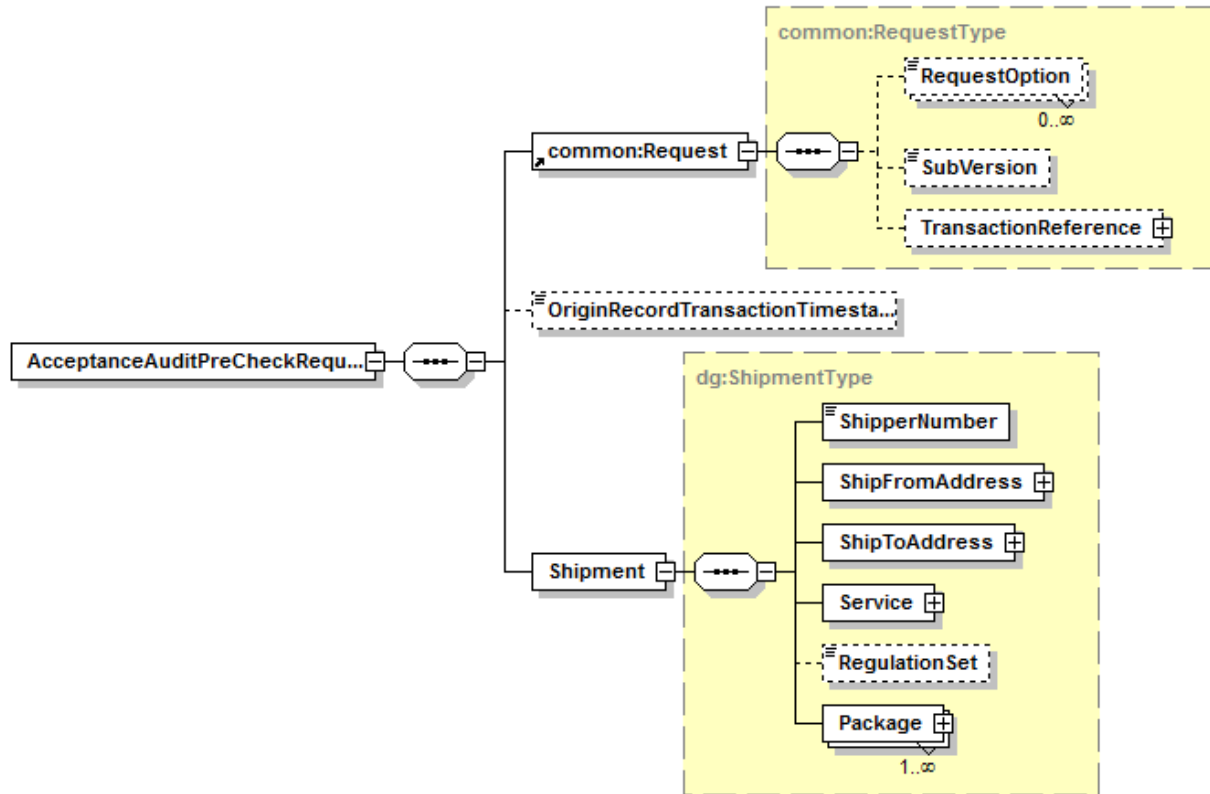 common:RequestType
RequestOption
0..∞
common:Request
SubVersion
TransactionReference
OriginRecordTransactionTimesta...
AcceptanceAuditPreCheckRequ...
dg:ShipmentType
ShipperNumber
ShipFromAddress
ShipToAddress
Shipment
Service
RegulationSet
Package
1..∞